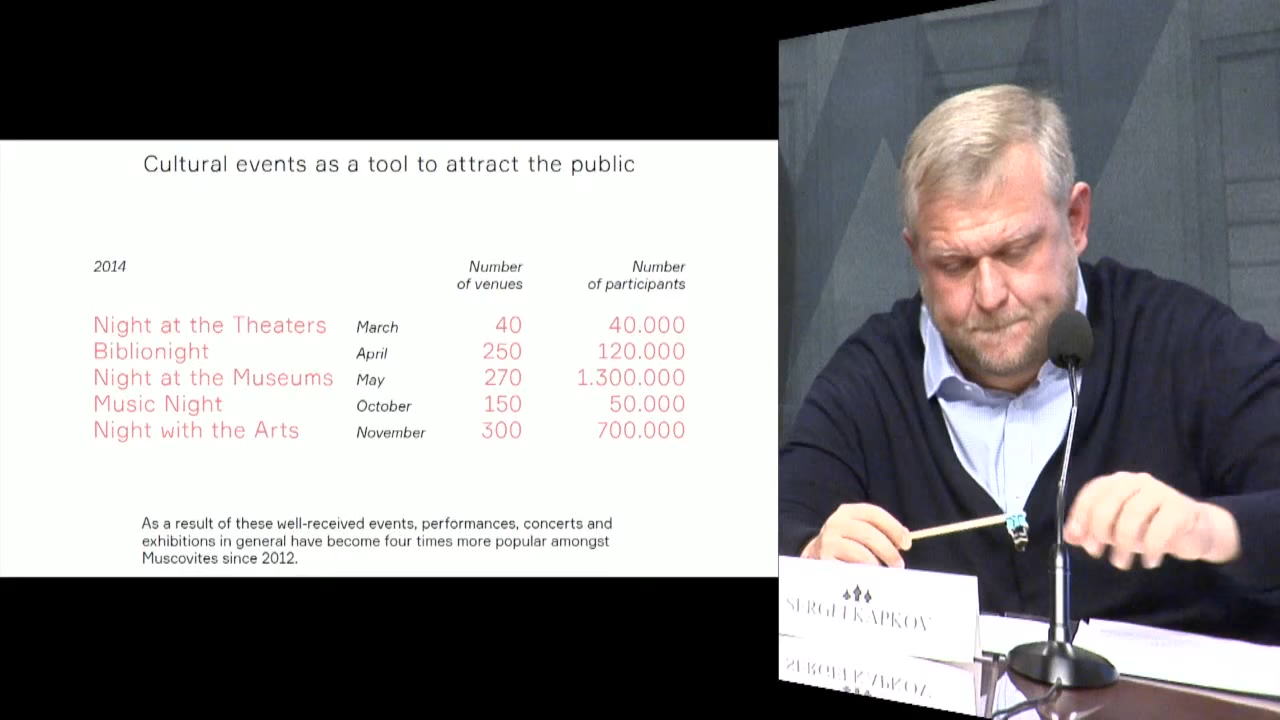 Cultural events as a tool to attract the public
2014 Number of venues Number of participants
Night at the Theaters March 40 40.000
Biblionight April 250 120.000
Night at the Museums May 270 1.300.000
Music Night October 150 50.000
Night with the Arts November 300 700.000
As a result of these well-received events, performances, concerts and
exhibitions in general have become four times more popular amongst
Muscovites since 2012.
SERGEI KAPKOV